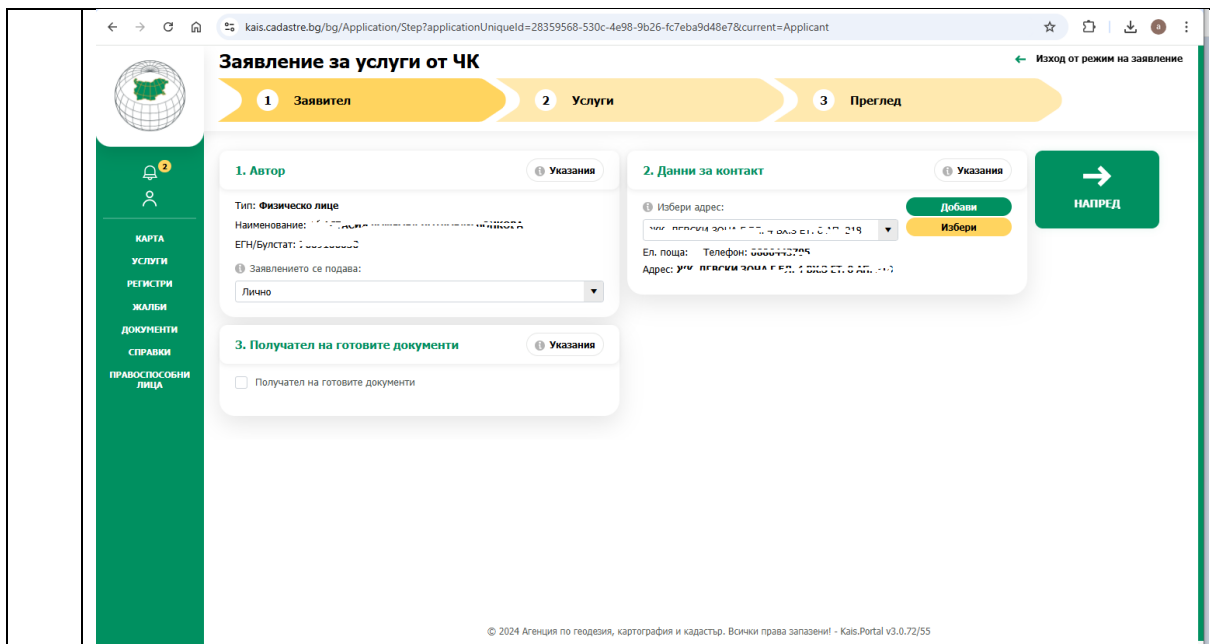 kais.cadastre.bg/bg/Application/Step?applicationUniqueId=28359568-530c-4e98-9b26-fc7eba9d48e7&current=Applicant
a
Заявление за услуги от ЧК
Изход от режим на заявление
1 Заявител
2 Услуги
3 Преглед
2
КАРТА
УСЛУГИ
РЕГИСТРИ
ЖАЛБИ
ДОКУМЕНТИ
СПРАВКИ
ПРАВОСПОСОБНИ
ЛИЦА
1. Автор
Указания
Тип: Физическо лице
Наименование:
ЕГН/Булстат:
Заявлението се подава:
Лично
2. Данни за контакт
Указания
Избери адрес:
Добави
Избери
Ел. поща: Телефон:
Адрес:
НАПРЕД
3. Получател на готовите документи
Указания
Получател на готовите документи
© 2024 Агенция по геодезия, картография и кадастър. Всички права запазени! - Kais.Portal v3.0.72/55